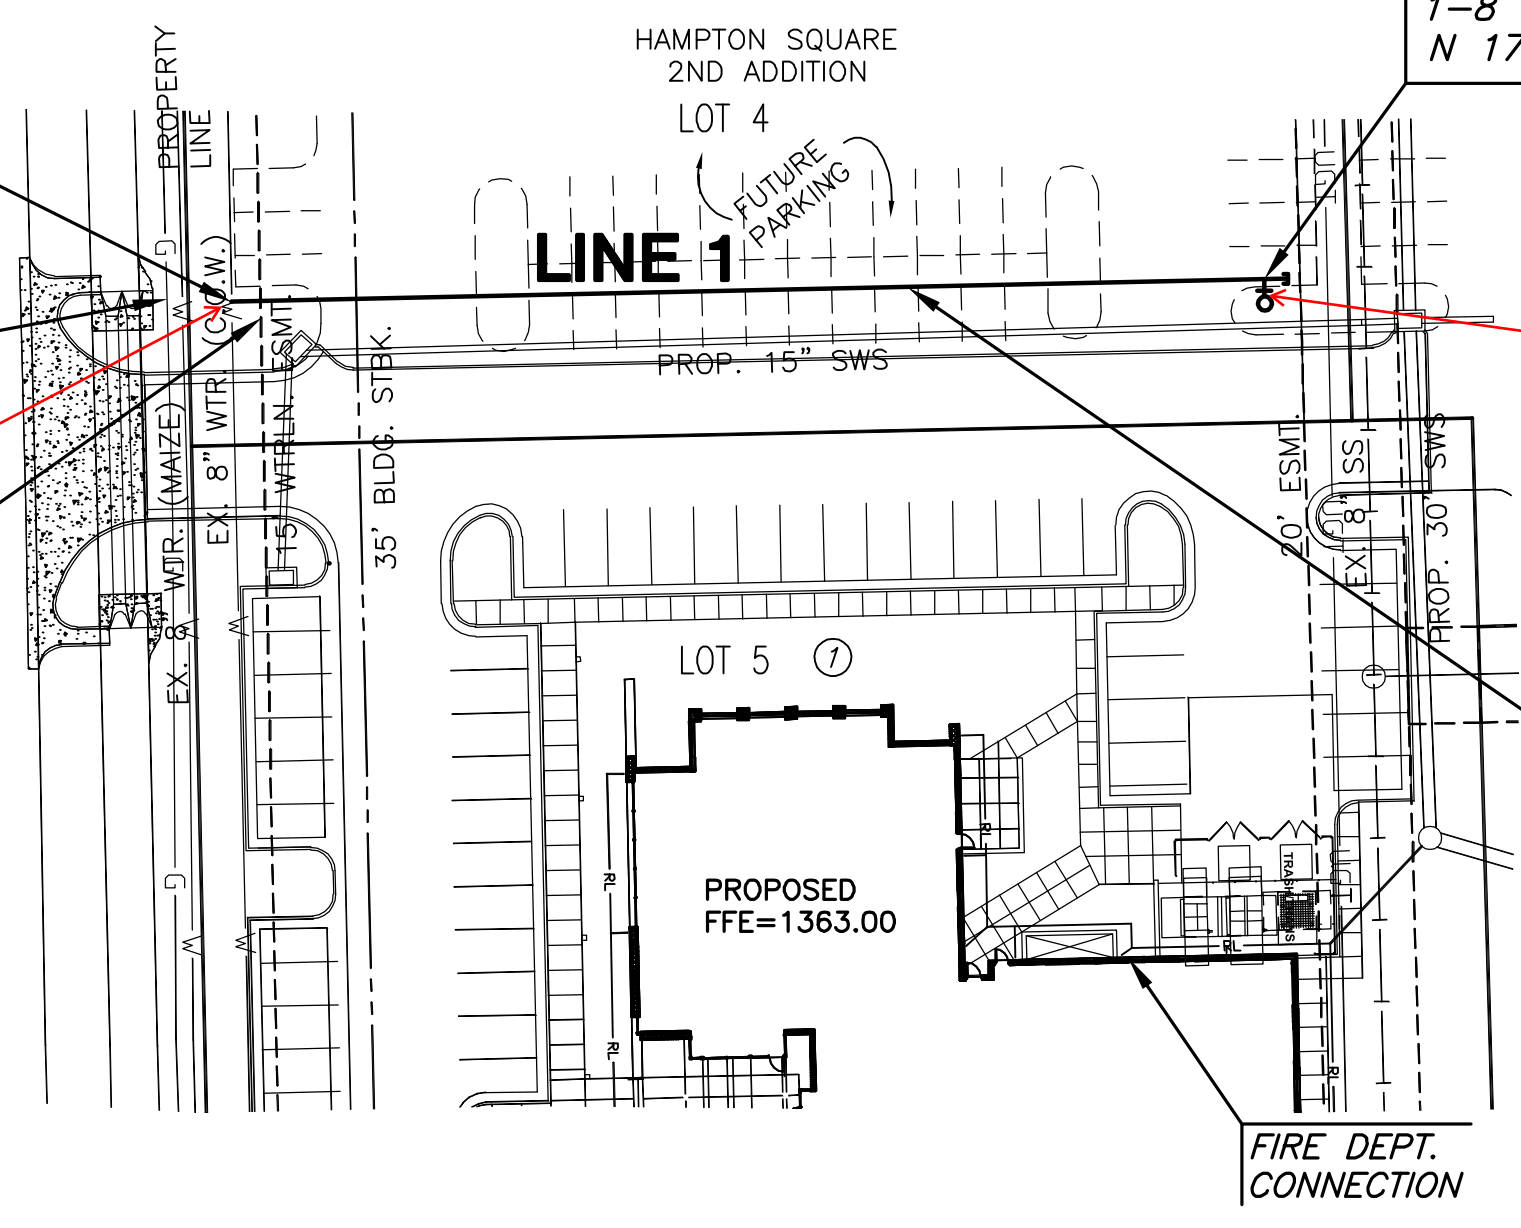 1-8
N 17
HAMPTON SQUARE
2ND ADDITION
LOT 4
FUTURE
PARKING
PROPERTY
LINE
G
LINE 1
EX. 8" WTR. (C.O.W.)
PROP. 15" SWS
15' WTRLN. ESMT.
35' BLDG. STBK.
EX. 8" WTR. (MAIZE)
20' ESMT.
EX. 8" SS
PROP. 30" SWS
LOT 5 1
G
PROPOSED
FFE=1363.00
RL
RL
RL
RL
RL
FIRE DEPT.
CONNECTION